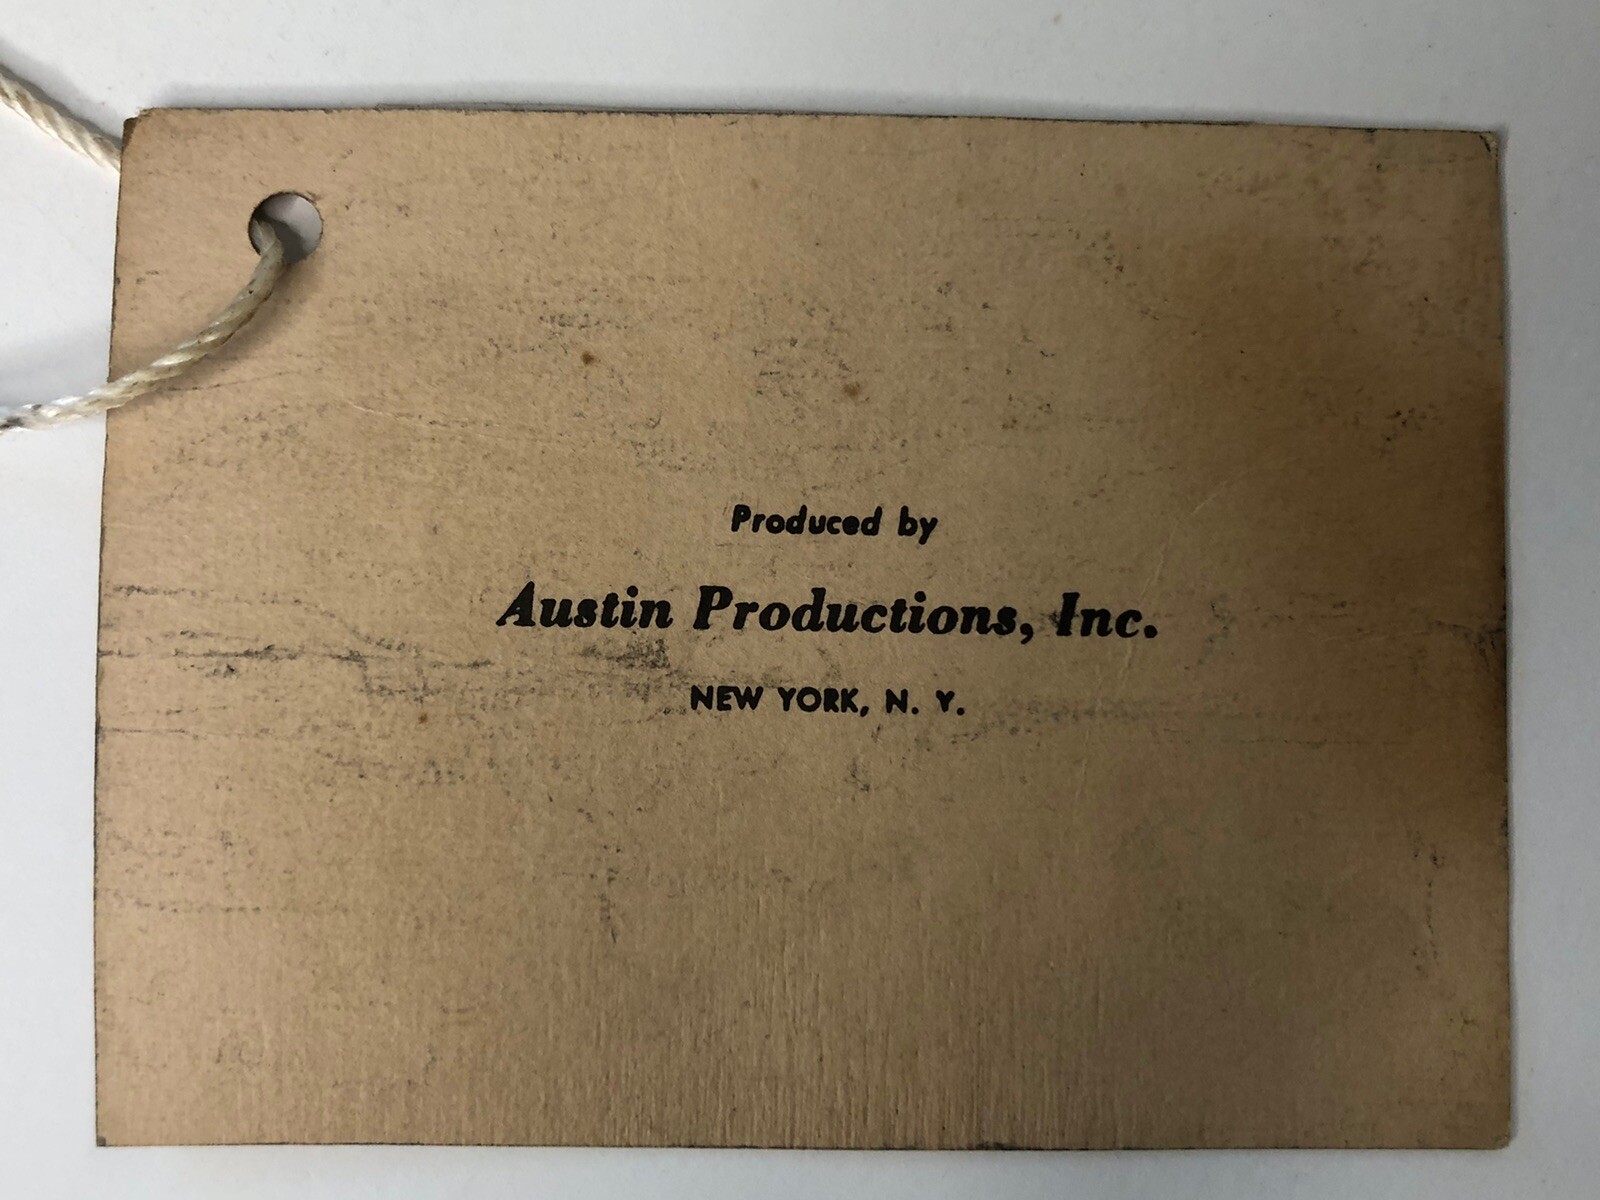 Produced by
Austin Productions, Inc.
NEW YORK, N. Y.